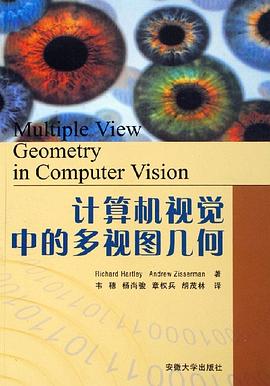 Multiple View
Geometry
in Computer Vision
计算机视觉
中的多视图几何
Richard Hartley Andrew Zisserman 著
韦穗 杨尚骏 章权兵 胡茂林 译
安徽大学出版社